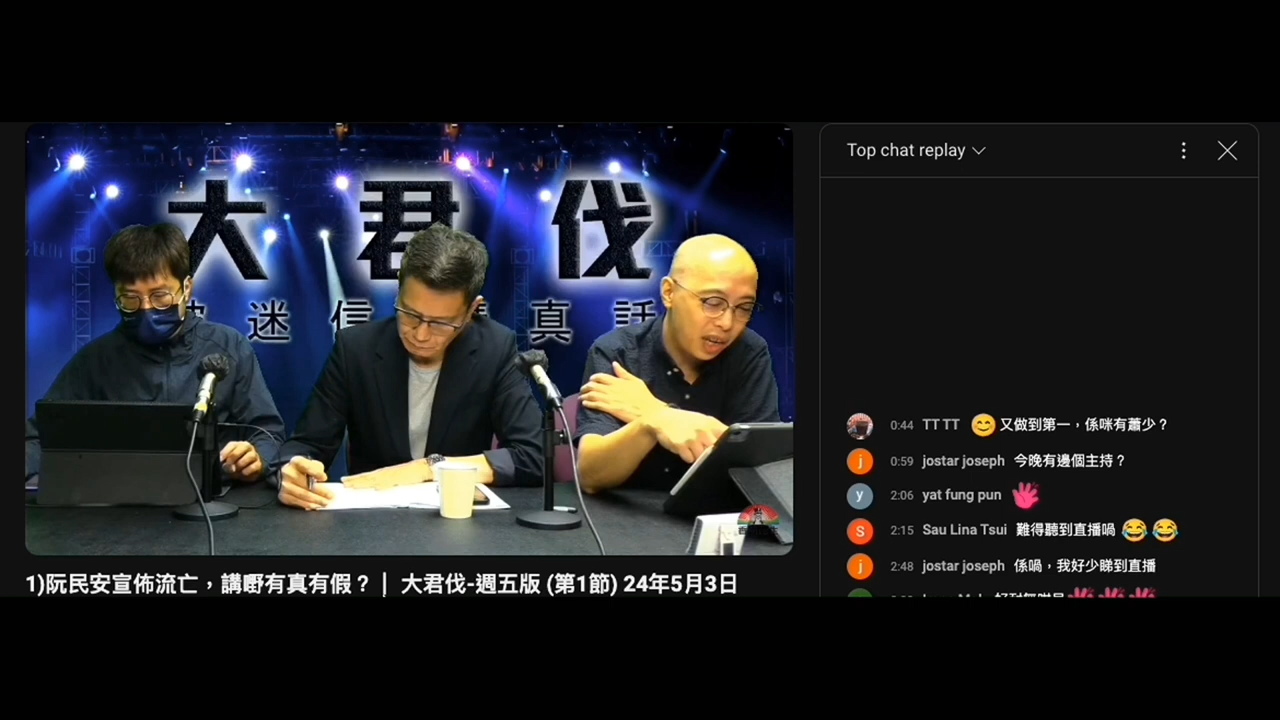 大君伐
迷信 真話
1)阮民安宣佈流亡，講嘢有真有假？ | 大君伐-週五版 (第1節) 24年5月3日
Top chat replay
0:44 TT TT 😊又做到第一，係咪有蕭少？
j 0:59 jostar joseph 今晚有邊個主持？
y 2:06 yat fung pun
S 2:15 Sau Lina Tsui 難得聽到直播喎 😂😂
j 2:48 jostar joseph 係喎，我好少睇到直播